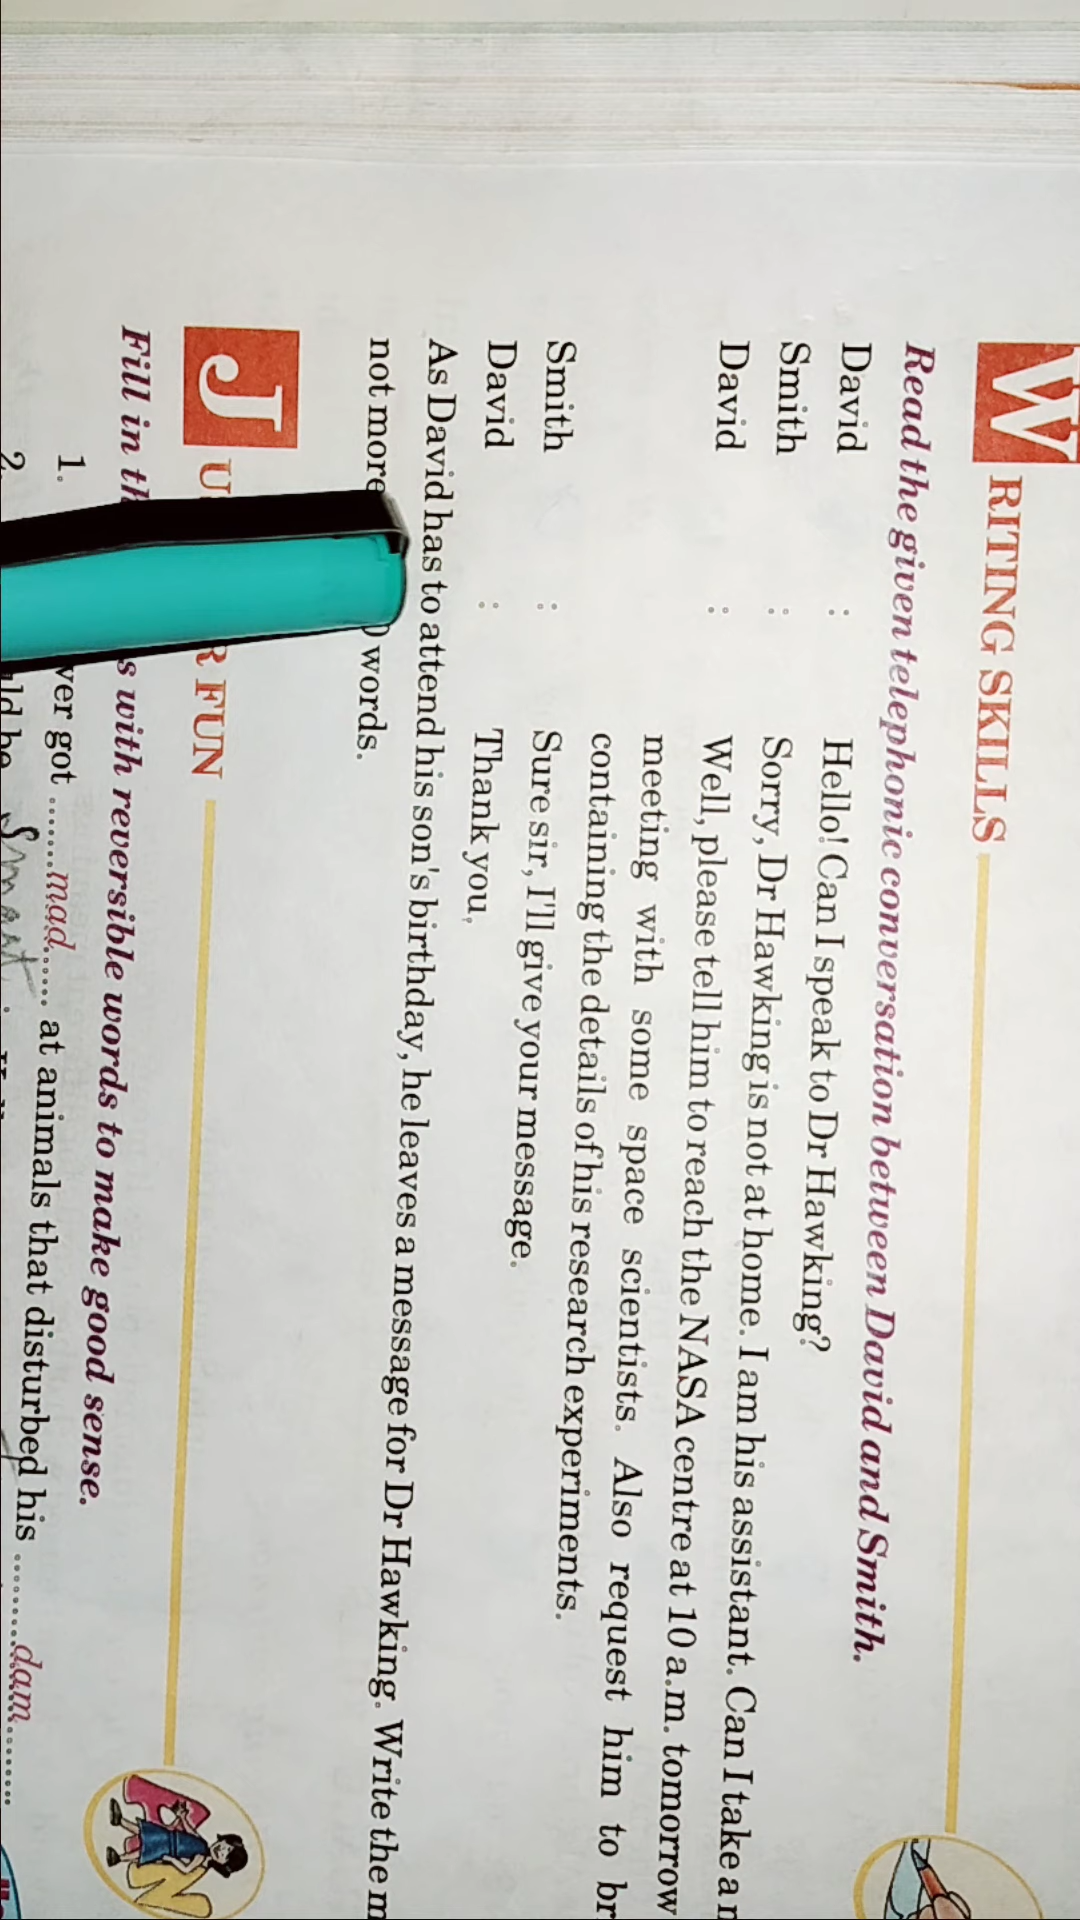 WRITING SKILLS
Read the given telephonic conversation between David and Smith.
David : Hello! Can I speak to Dr Hawking?
Smith : Sorry, Dr Hawking is not at home. I am his assistant. Can I take a
David : Well, please tell him to reach the NASA centre at 10 a.m. tomorrow
meeting with some space scientists. Also request him to
containing the details of his research experiments.
Smith : Sure sir, I'll give your message.
David : Thank you.
As David has to attend his son's birthday, he leaves a message for Dr Hawking. Write the
not more words.
J FUN
Fill in with reversible words to make good sense.
1. got ........mad...... at animals that disturbed his .........dam.........
2. Smart